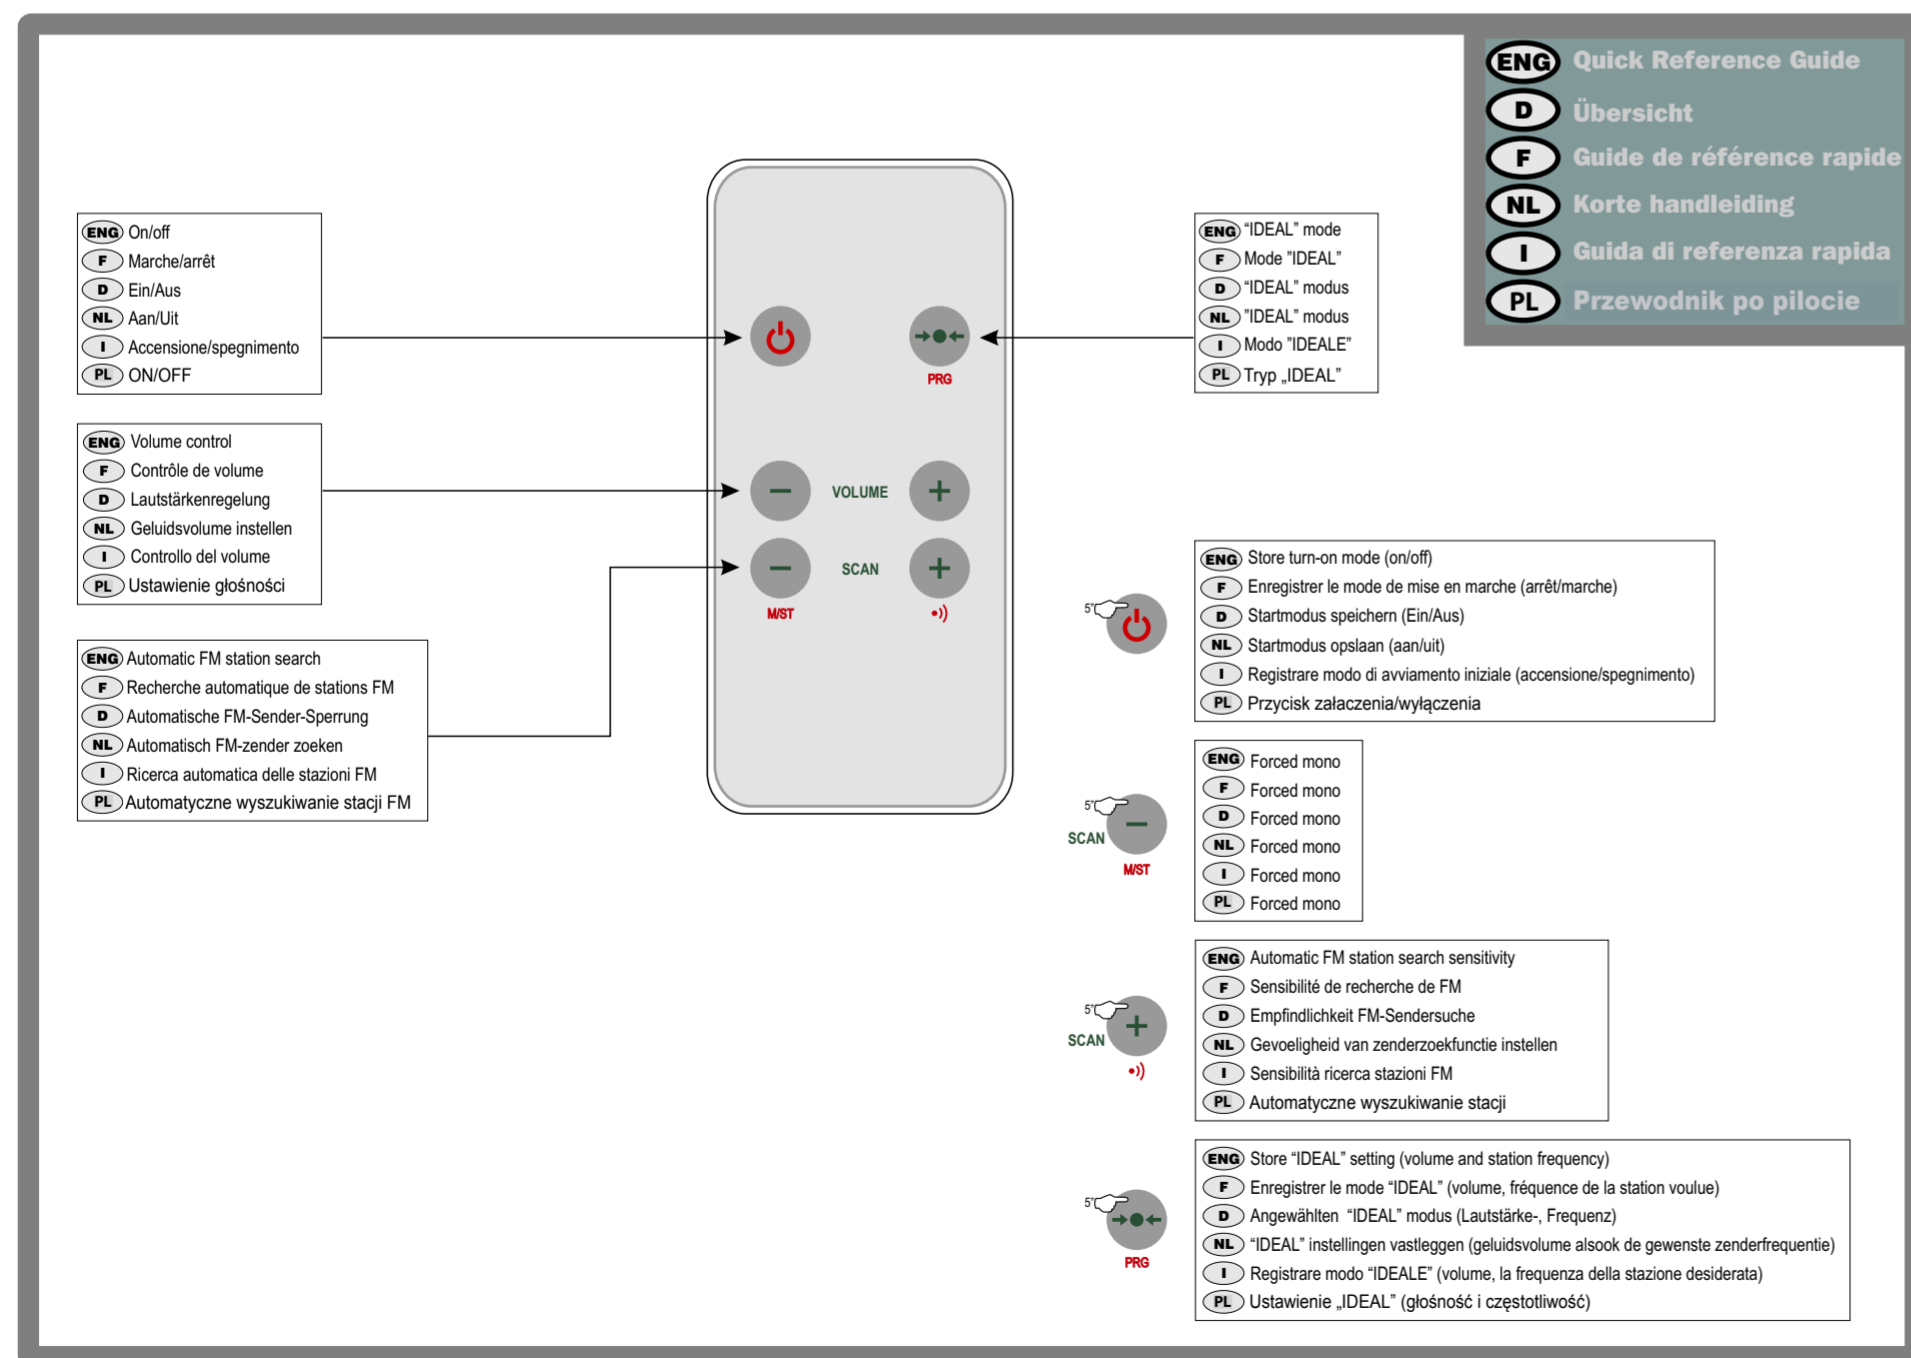 ENG Quick Reference Guide
D Übersicht
F Guide de référence rapide
NL Korte handleiding
I Guida di referenza rapida
PL Przewodnik po pilocie
ENG On/off
F Marche/arrêt
D Ein/Aus
NL Aan/Uit
I Accensione/spegnimento
PL ON/OFF
ENG Volume control
F Contrôle de volume
D Lautstärkenregelung
NL Geluidsvolume instellen
I Controllo del volume
PL Ustawienie głośności
ENG Automatic FM station search
F Recherche automatique de stations FM
D Automatische FM-Sender-Sperrung
NL Automatisch FM-zender zoeken
I Ricerca automatica delle stazioni FM
PL Automatyczne wyszukiwanie stacji FM
PRG
VOLUME
SCAN
M/ST
ENG “IDEAL” mode
F Mode ”IDEAL”
D “IDEAL” modus
NL ”IDEAL” modus
I Modo ”IDEALE”
PL Tryp „IDEAL”
5”
ENG Store turn-on mode (on/off)
F Enregistrer le mode de mise en marche (arrêt/marche)
D Startmodus speichern (Ein/Aus)
NL Startmodus opslaan (aan/uit)
I Registrare modo di avviamento iniziale (accensione/spegnimento)
PL Przycisk załaczenia/wyłączenia
5”
SCAN
M/ST
ENG Forced mono
F Forced mono
D Forced mono
NL Forced mono
I Forced mono
PL Forced mono
5”
SCAN
ENG Automatic FM station search sensitivity
F Sensibilité de recherche de FM
D Empfindlichkeit FM-Sendersuche
NL Gevoeligheid van zenderzoekfunctie instellen
I Sensibilità ricerca stazioni FM
PL Automatyczne wyszukiwanie stacji
5”
PRG
ENG Store “IDEAL” setting (volume and station frequency)
F Enregistrer le mode “IDEAL” (volume, fréquence de la station voulue)
D Angewählten “IDEAL” modus (Lautstärke-, Frequenz)
NL “IDEAL” instellingen vastleggen (geluidsvolume alsook de gewenste zenderfrequentie)
I Registrare modo “IDEALE” (volume, la frequenza della stazione desiderata)
PL Ustawienie „IDEAL” (głośność i częstotliwość)